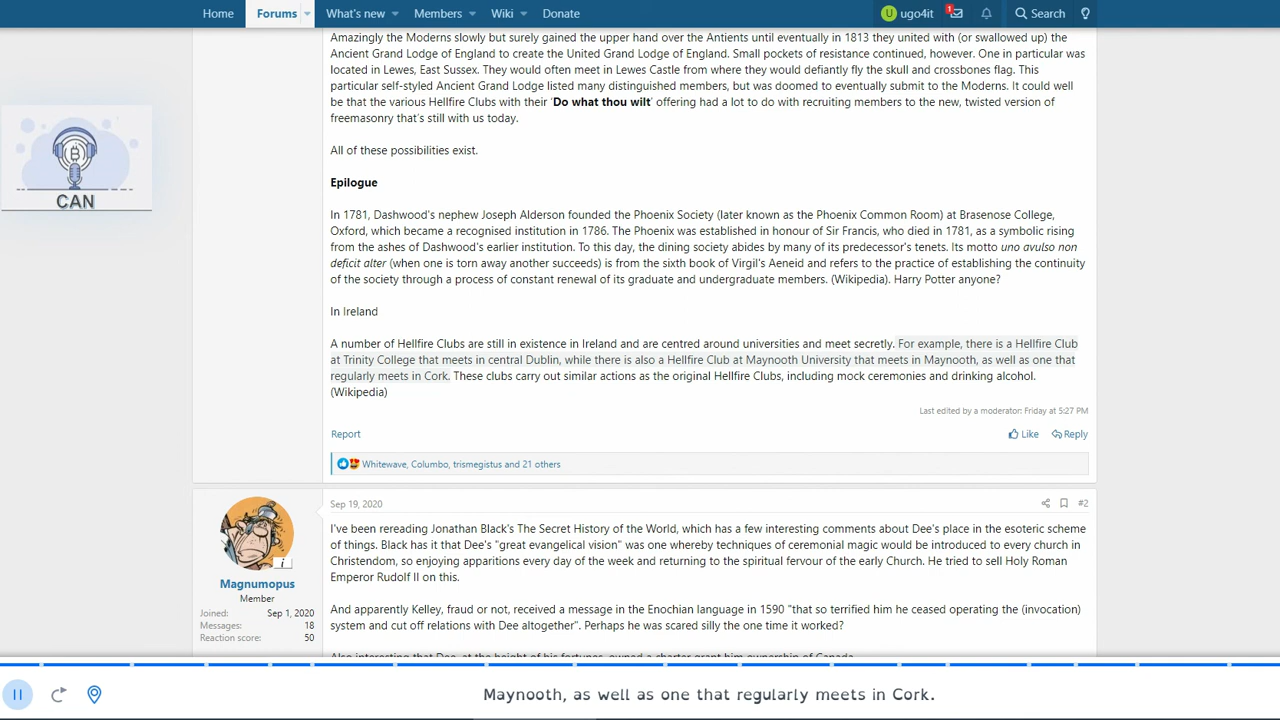 Home Forums What's new Members Wiki Donate ugo4it 1 Search
Amazingly the Moderns slowly but surely gained the upper hand over the Antients until eventually in 1813 they united with (or swallowed up) the
Ancient Grand Lodge of England to create the United Grand Lodge of England. Small pockets of resistance continued, however. One in particular was
located in Lewes, East Sussex. They would often meet in Lewes Castle from where they would defiantly fly the skull and crossbones flag. This
particular self-styled Ancient Grand Lodge listed many distinguished members, but was doomed to eventually submit to the Moderns. It could well
be that the various Hellfire Clubs with their 'Do what thou wilt' offering had a lot to do with recruiting members to the new, twisted version of
freemasonry that´s still with us today.
CAN
All of these possibilities exist.
Epilogue
In 1781, Dashwood's nephew Joseph Alderson founded the Phoenix Society (later known as the Phoenix Common Room) at Brasenose College,
Oxford, which became a recognised institution in 1786. The Phoenix was established in honour of Sir Francis, who died in 1781, as a symbolic rising
from the ashes of Dashwood's earlier institution. To this day, the dining society abides by many of its predecessor's tenets. Its motto uno avulso non
deficit alter (when one is torn away another succeeds) is from the sixth book of Virgil's Aeneid and refers to the practice of establishing the continuity
of the society through a process of constant renewal of its graduate and undergraduate members. (Wikipedia). Harry Potter anyone?
In Ireland
A number of Hellfire Clubs are still in existence in Ireland and are centred around universities and meet secretly. For example, there is a Hellfire Club
at Trinity College that meets in central Dublin, while there is also a Hellfire Club at Maynooth University that meets in Maynooth, as well as one that
regularly meets in Cork. These clubs carry out similar actions as the original Hellfire Clubs, including mock ceremonies and drinking alcohol.
(Wikipedia)
Last edited by a moderator: Friday at 5:27 PM
Report Like Reply
Whitewave, Columbo, trismegistus and 21 others
Sep 19, 2020 #2
I've been rereading Jonathan Black's The Secret History of the World, which has a few interesting comments about Dee's place in the esoteric scheme
of things. Black has it that Dee's "great evangelical vision" was one whereby techniques of ceremonial magic would be introduced to every church in
Christendom, so enjoying apparitions every day of the week and returning to the spiritual fervour of the early Church. He tried to sell Holy Roman
Emperor Rudolf II on this.
Magnumopus
Member
Joined: Sep 1, 2020
Messages: 18
Reaction score: 50
And apparently Kelley, fraud or not, received a message in the Enochian language in 1590 "that so terrified him he ceased operating the (invocation)
system and cut off relations with Dee altogether". Perhaps he was scared silly the one time it worked?
Also interesting that Dee, at the height of his fortunes, owned a charter grant him ownership of Canada
Maynooth, as well as one that regularly meets in Cork.